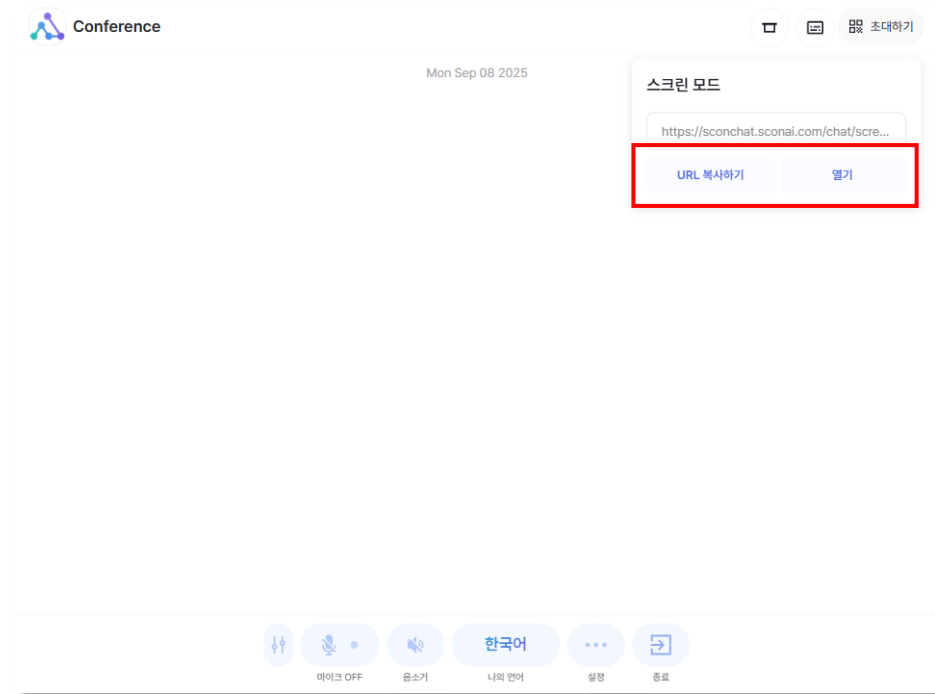 Conference
초대하기
Mon Sep 08 2025
스크린 모드
https://sconchat.sconai.com/chat/scre...
URL 복사하기 열기
한국어
마이크 OFF 음소거 나의 언어 설정 종료